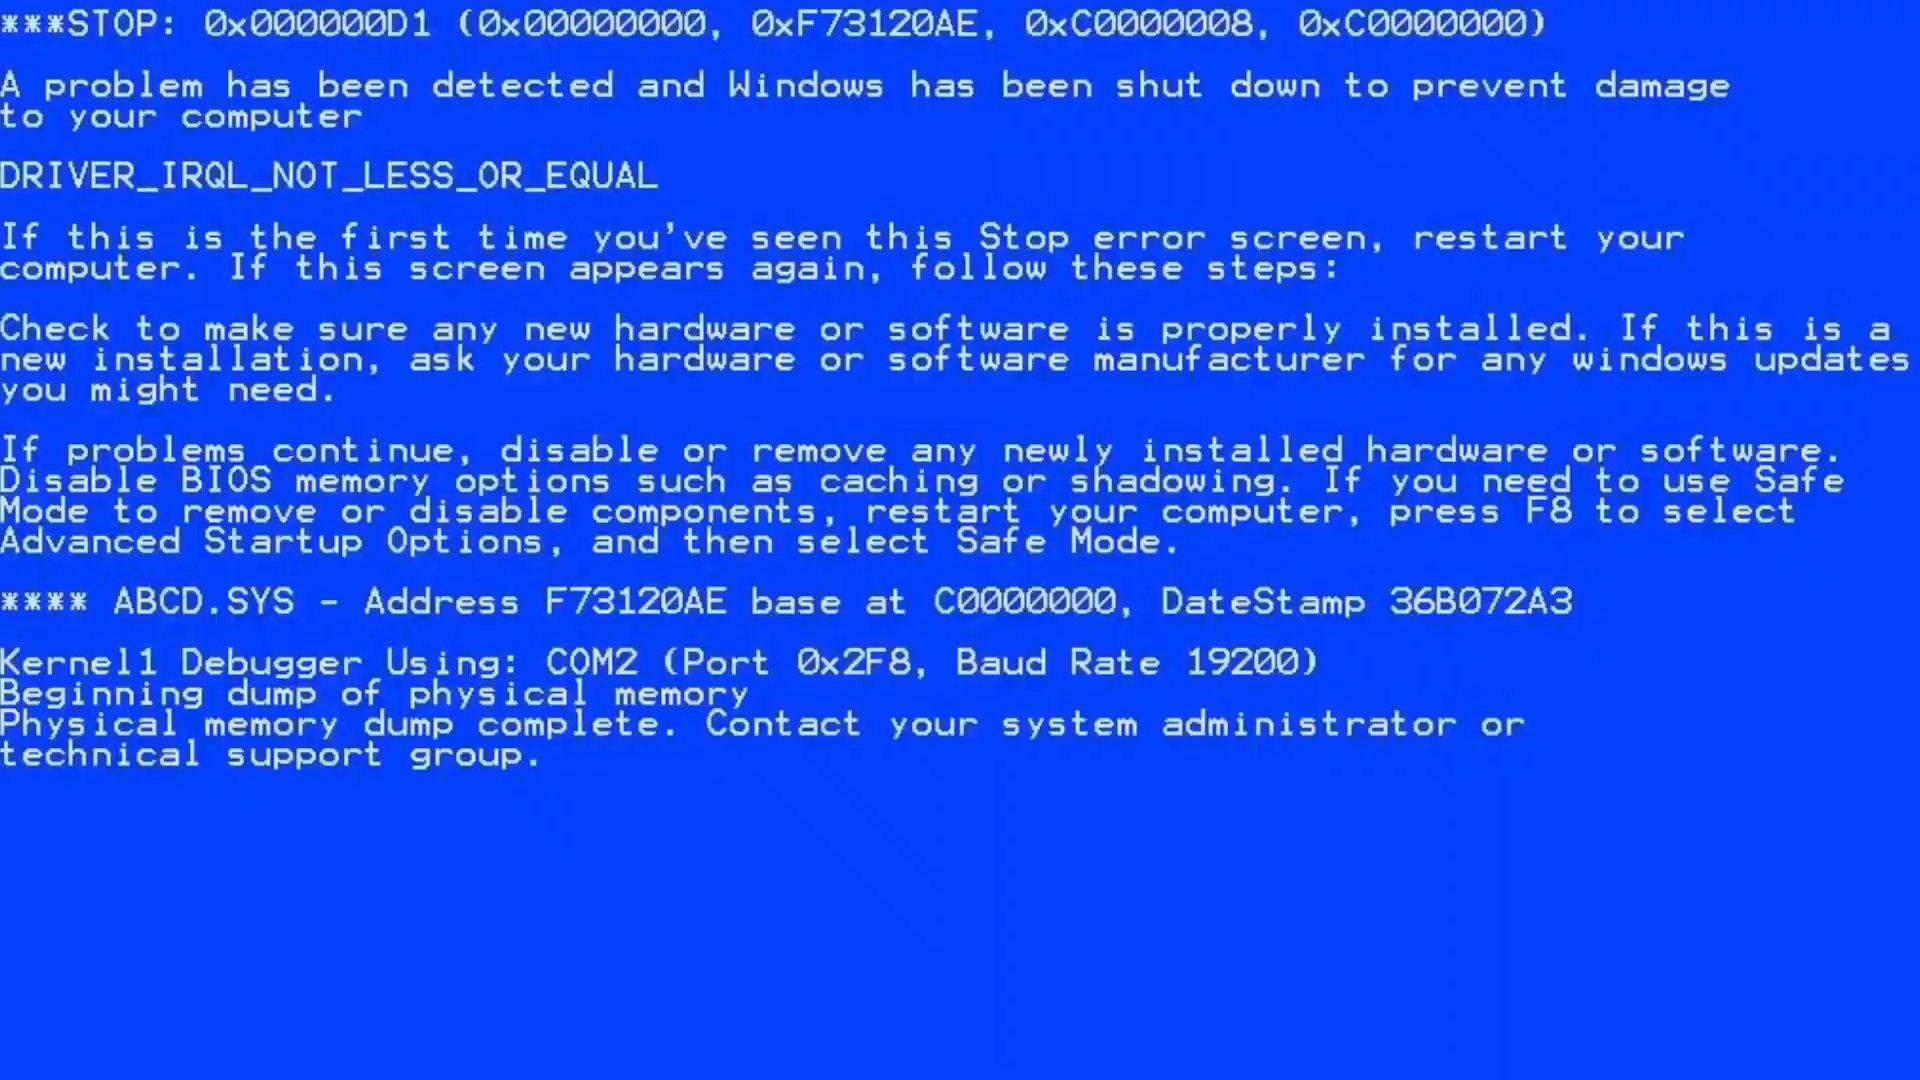 ***STOP: 0x000000D1 (0x00000000, 0xF73120AE, 0xC0000008, 0xC0000000)
A problem has been detected and Windows has been shut down to prevent damage
to your computer
DRIVER_IRQL_NOT_LESS_OR_EQUAL
If this is the first time you've seen this Stop error screen, restart your
computer. If this screen appears again, follow these steps:
Check to make sure any new hardware or software is properly installed. If this is a
new installation, ask your hardware or software manufacturer for any windows updates
you might need.
If problems continue, disable or remove any newly installed hardware or software.
Disable BIOS memory options such as caching or shadowing. If you need to use Safe
Mode to remove or disable components, restart your computer, press F8 to select
Advanced Startup Options, and then select Safe Mode.
**** ABCD.SYS - Address F73120AE base at C0000000, DateStamp 36B072A3
Kernel1 Debugger Using: COM2 (Port 0x2F8, Baud Rate 19200)
Beginning dump of physical memory
Physical memory dump complete. Contact your system administrator or
technical support group.